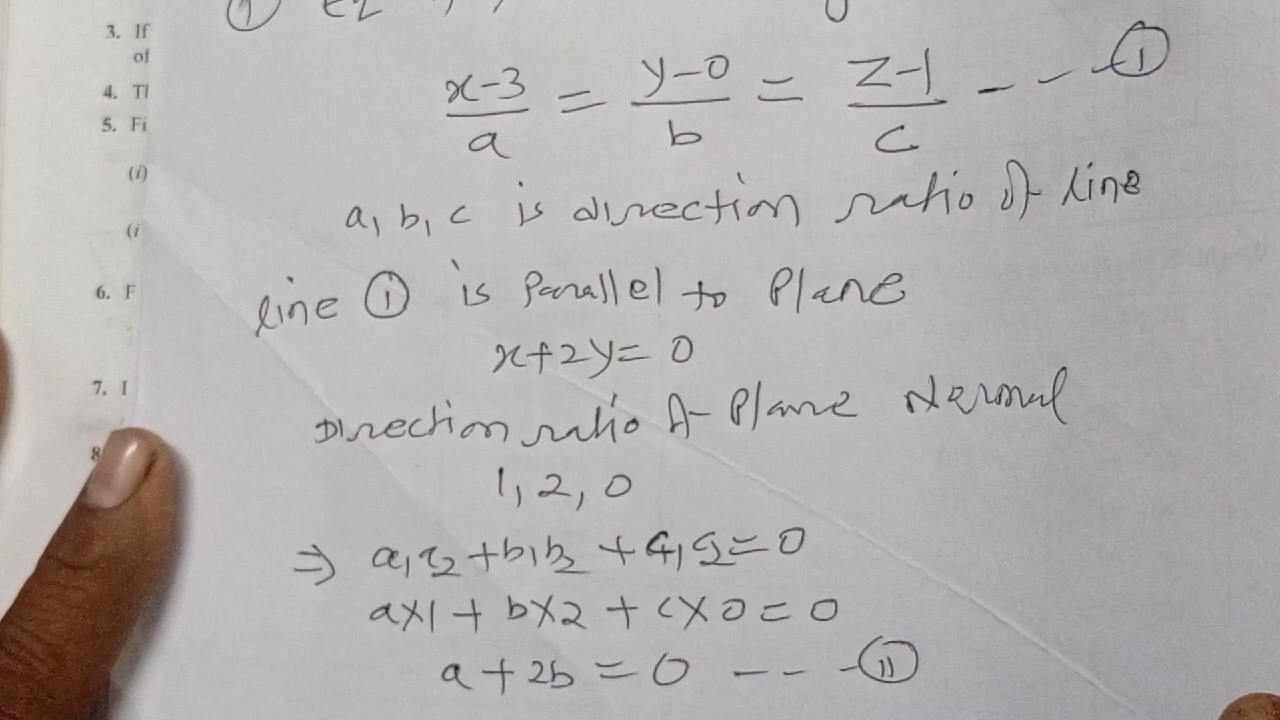 3. If
of
4. Tl
5. Fi
(i)
(i
6. F
7. I
8
x-3/a = y-0/b = z-1/c --- ①
a, b, c is direction ratio of line
line ① is Parallel to Plane
x+2y=0
Direction ratio of Plane Normal
1, 2, 0
⇒ a₁a₂ + b₁b₂ + c₁c₂ = 0
a×1 + b×2 + c×0 = 0
a + 2b = 0 --- ⑪